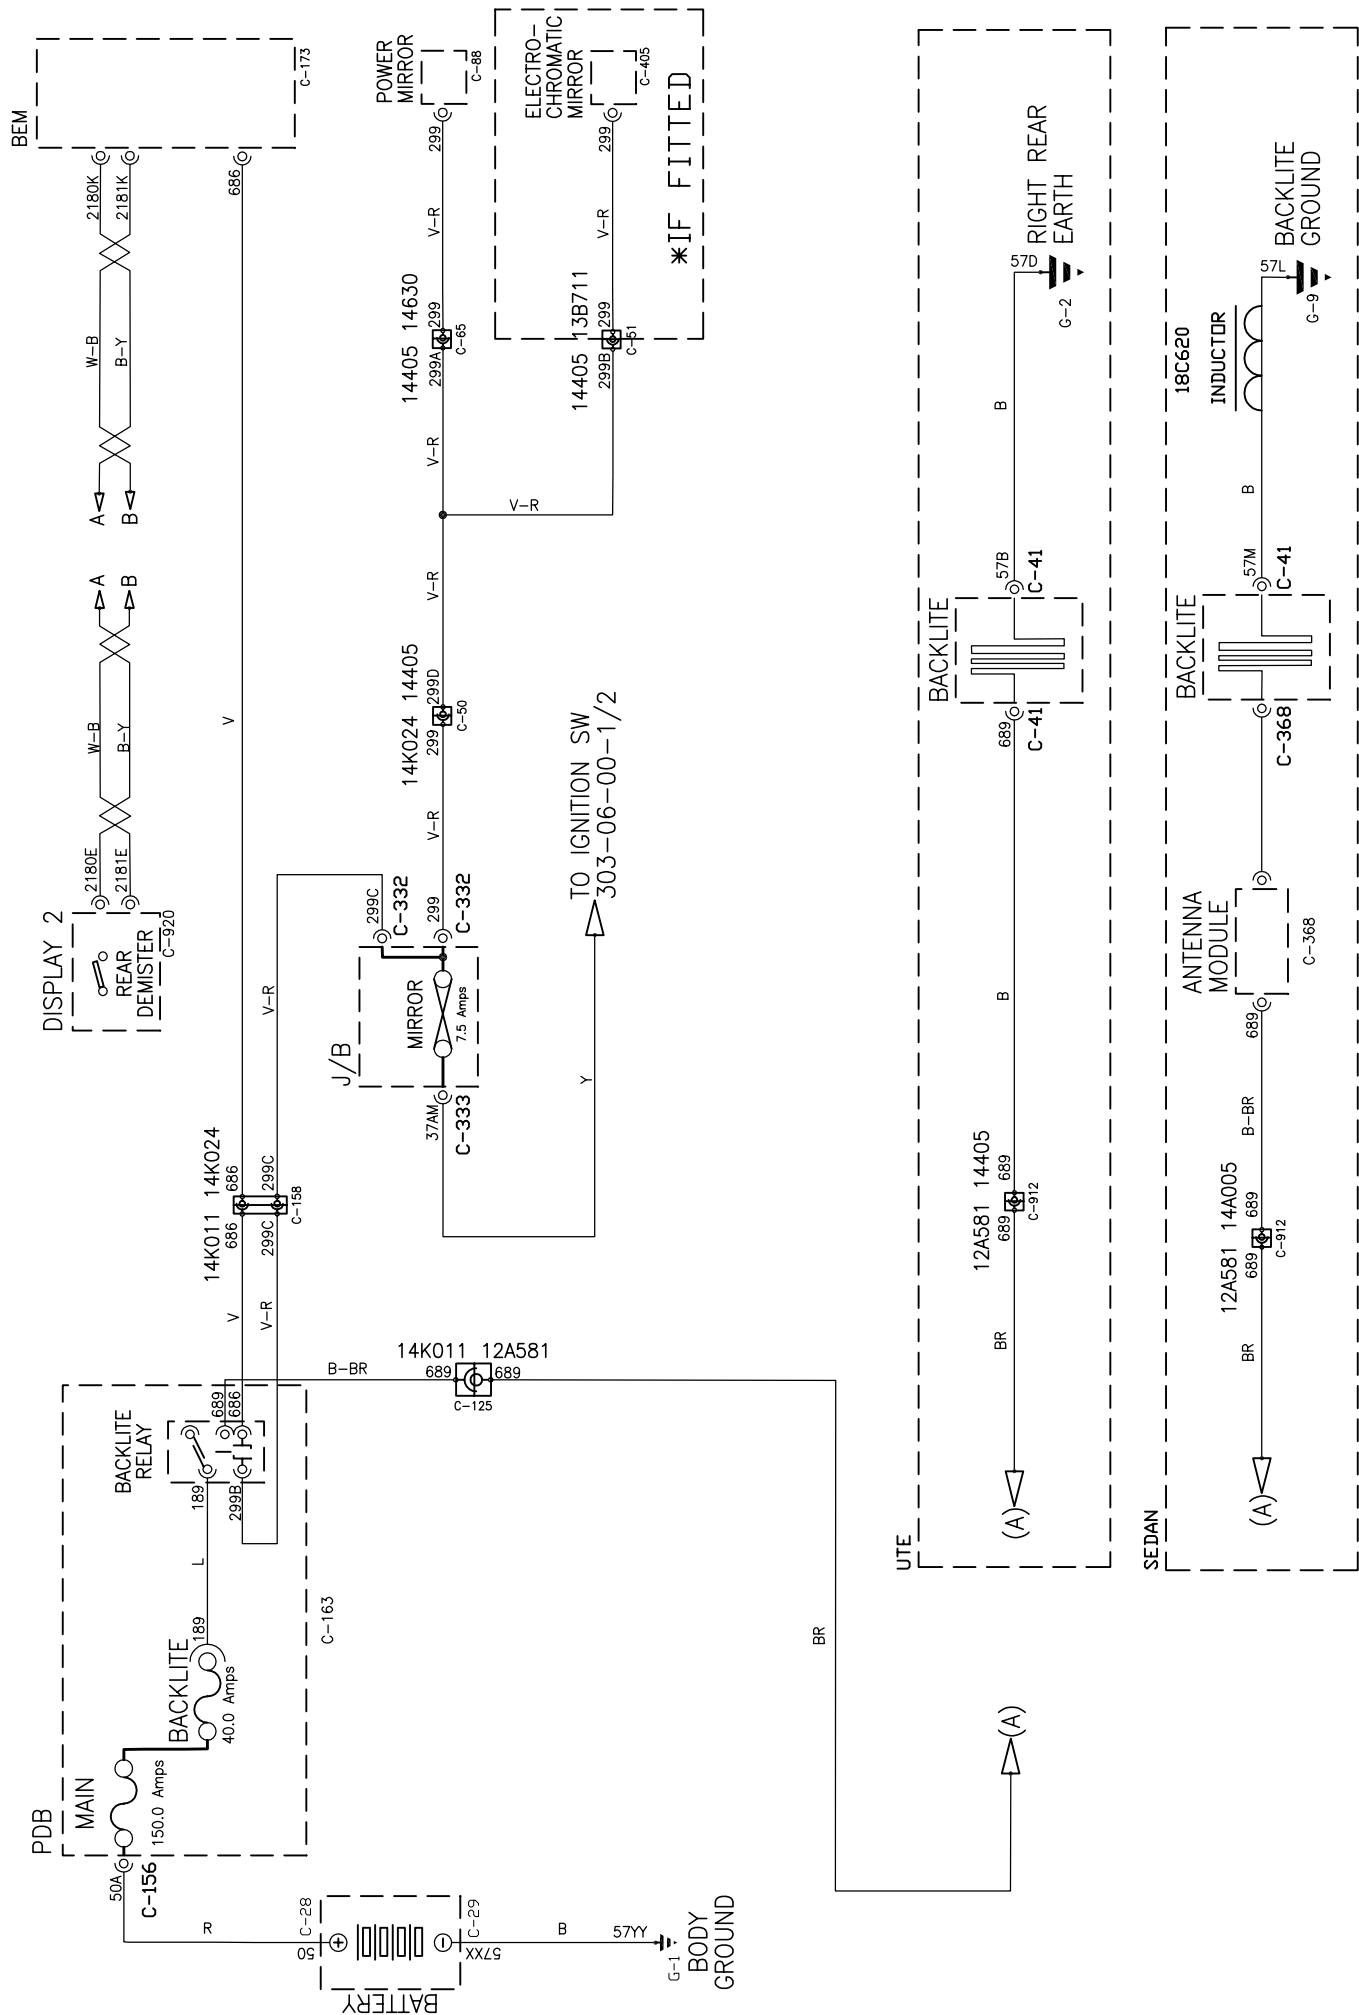 BEM
C-173
2180K
2181K
686
W-B
B-Y
A
B
A
B
W-B
B-Y
2180E
2181E
DISPLAY 2
REAR
DEMISTER
C-920
V
POWER
MIRROR
C-88
299
V-R
14405 14630
299A 299
C-65
V-R
ELECTRO-
CHROMATIC
MIRROR
C-405
299
V-R
14405 13B711
299B 299
C-51
*IF FITTED
V-R
V-R
14K024 14405
299 299D
C-50
V-R
299C
C-332
299
C-332
J/B
MIRROR
7.5 Amps
37AM
C-333
Y
TO IGNITION SW
303-06-00-1/2
V-R
14K011 14K024
686 686
299C 299C
C-158
V
V-R
B-BR
14K011 12A581
689 689
C-125
BR
(A)
PDB
MAIN
150.0 Amps
BACKLITE
40.0 Amps
189
L
189
BACKLITE
RELAY
689
686
299B
C-163
50A
C-156
R
C-28
50
+
BATTERY
-
C-29
57XX
B
57YY
G-1
BODY
GROUND
UTE
(A)
BR
12A581 14405
689 689
C-912
B
689
C-41
BACKLITE
57B
C-41
B
57D
G-2
RIGHT REAR
EARTH
SEDAN
(A)
BR
12A581 14A005
689 689
C-912
B-BR
689
ANTENNA
MODULE
C-368
C-368
BACKLITE
57M
C-41
B
18C620
INDUCTOR
57L
G-9
BACKLITE
GROUND